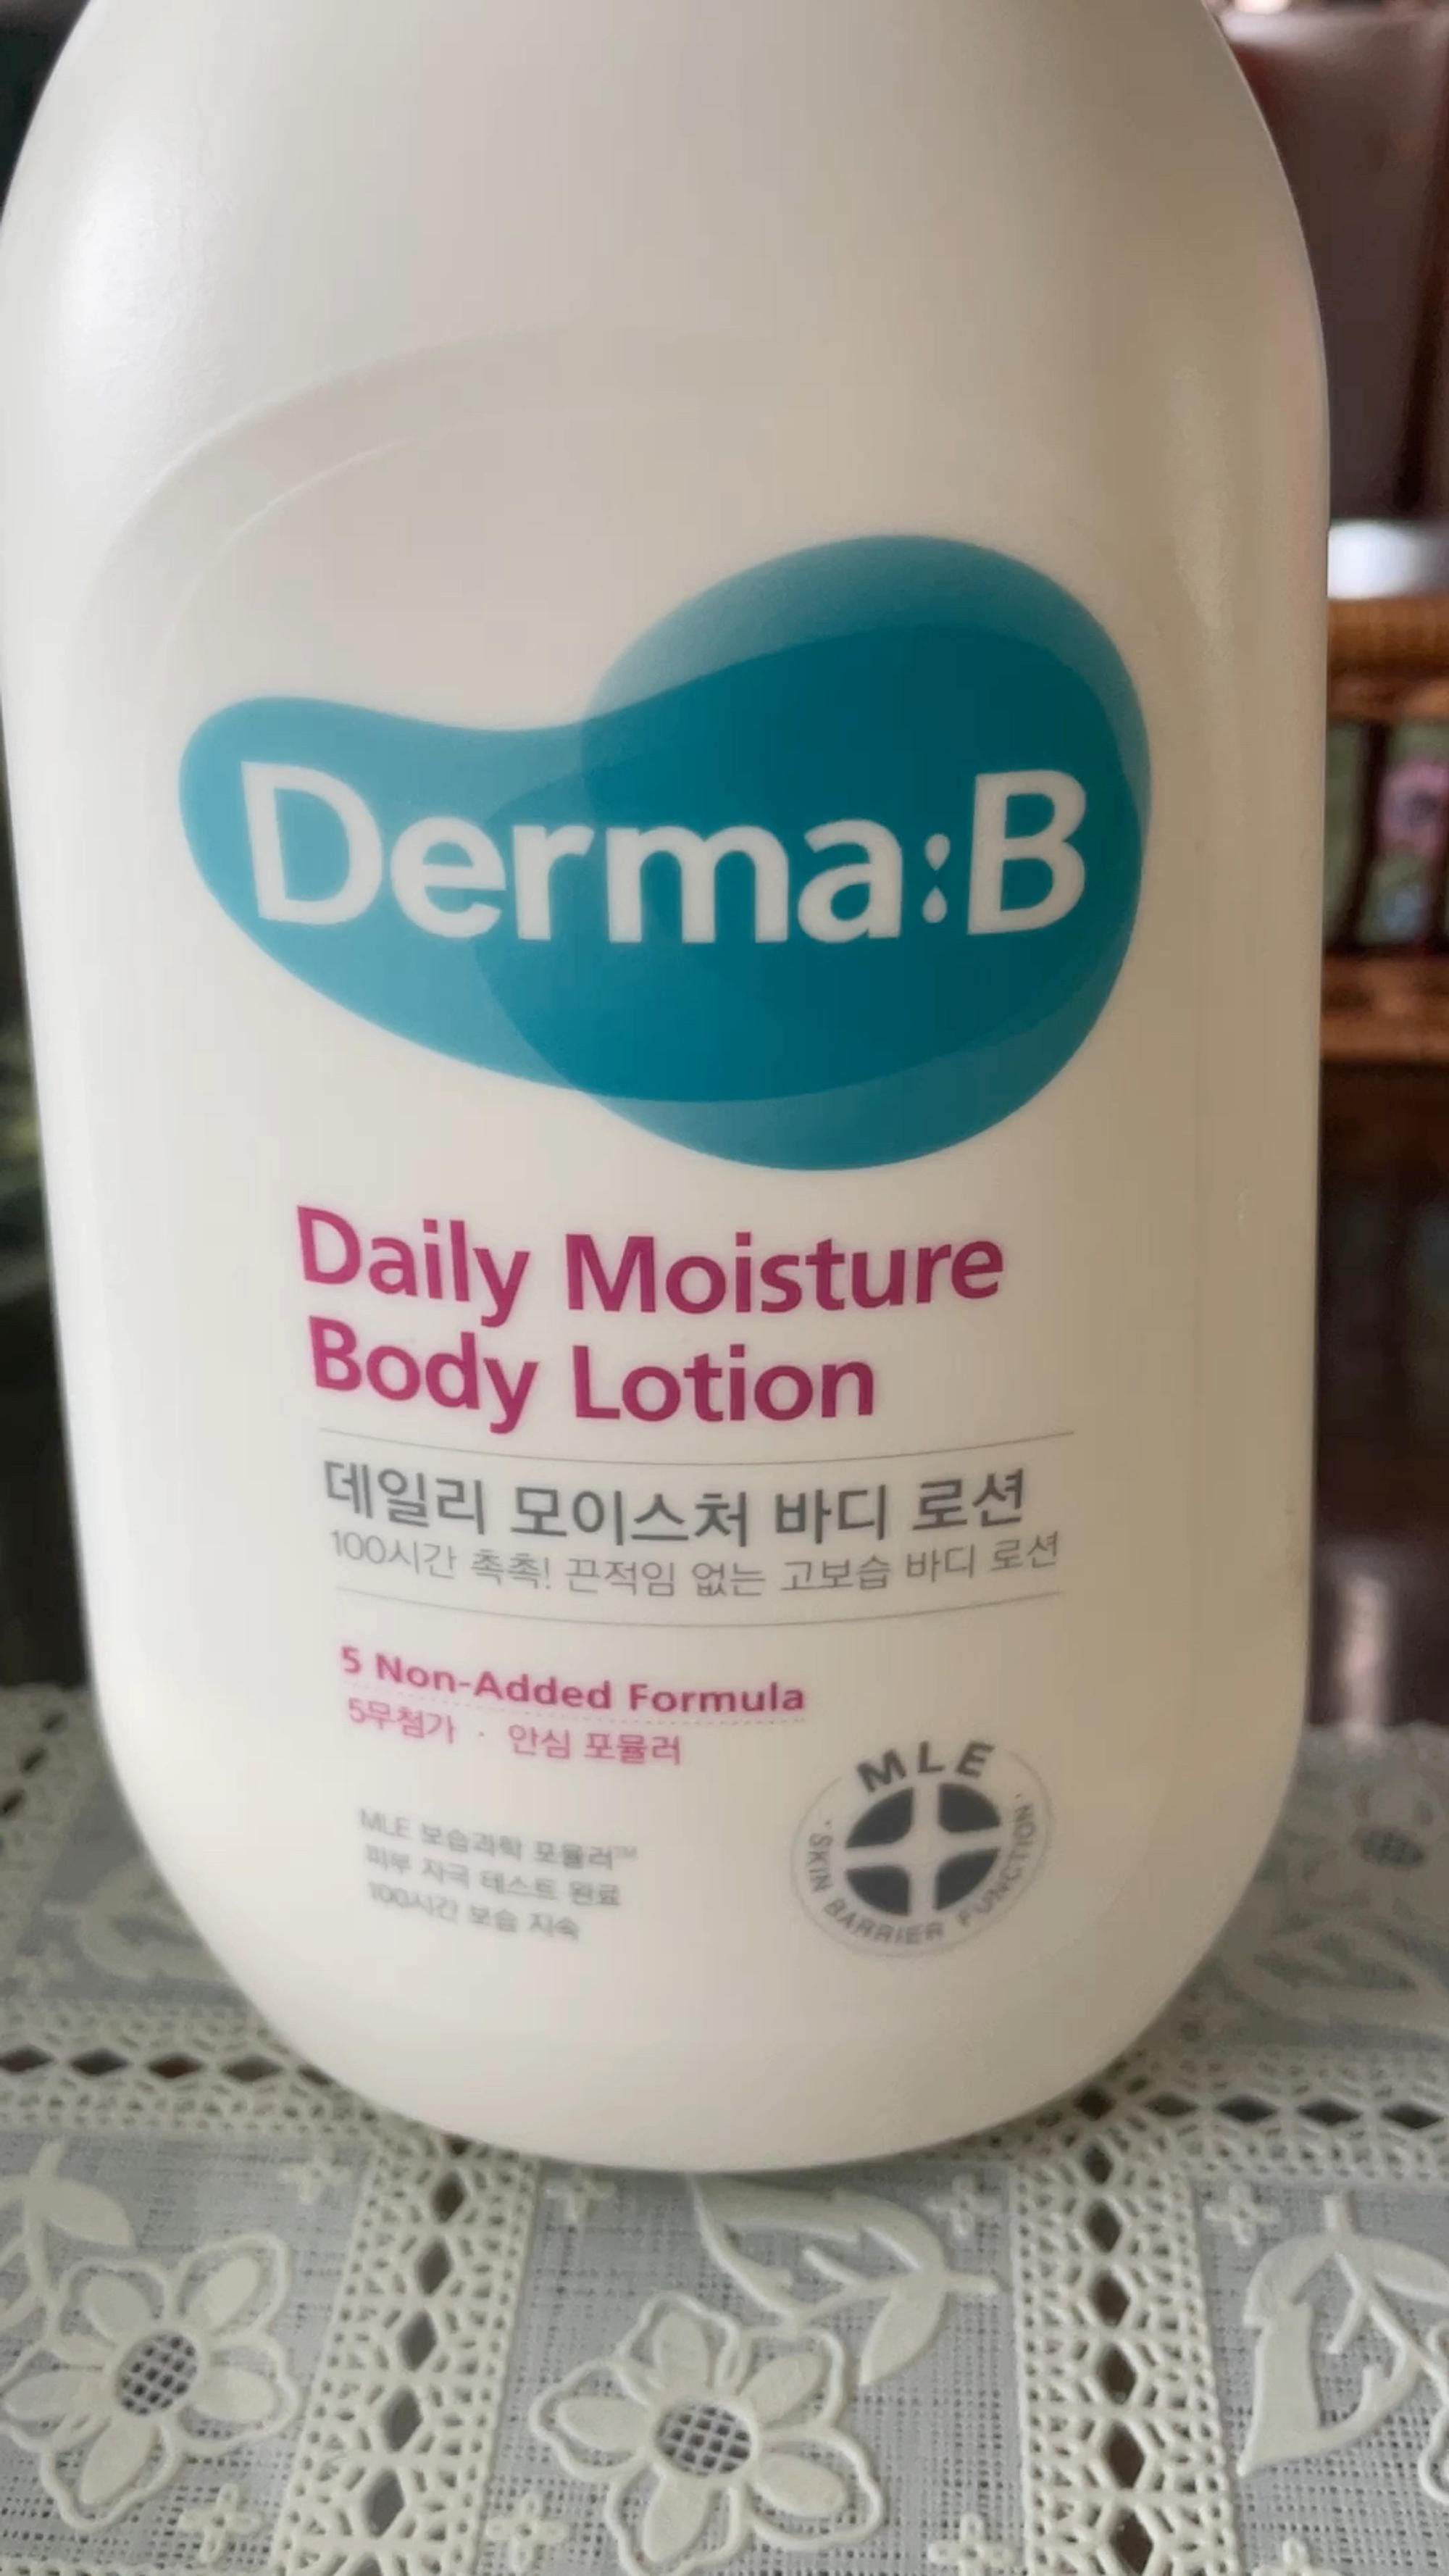 Derma:B
Daily Moisture
Body Lotion
데일리 모이스처 바디 로션
100시간 촉촉! 끈적임 없는 고보습 바디 로션
5 Non-Added Formula
5무첨가 · 안심 포뮬러
MLE 보습과학 포뮬러™
피부 자극 테스트 완료
100시간 보습 지속
MLE
· SKIN BARRIER FUNCTION ·